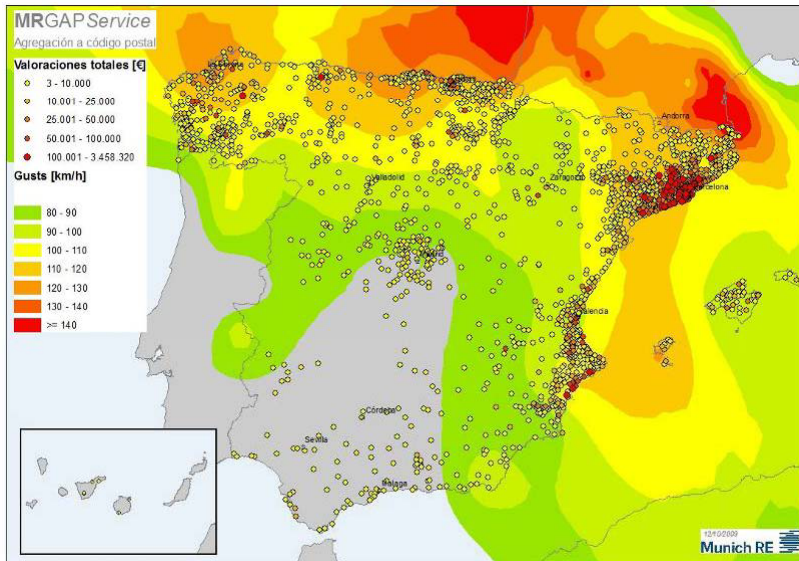 MRGAPService
Agregación a código postal
Valoraciones totales [€]
3 - 10.000
10.001 - 25.000
25.001 - 50.000
50.001 - 100.000
100.001 - 3.458.320
Gusts [km/h]
80 - 90
90 - 100
100 - 110
110 - 120
120 - 130
130 - 140
>= 140
Andorra
Valladolid
Zaragoza
Barcelona
Valencia
Córdoba
Sevilla
Málaga
12/10/2009
Munich RE